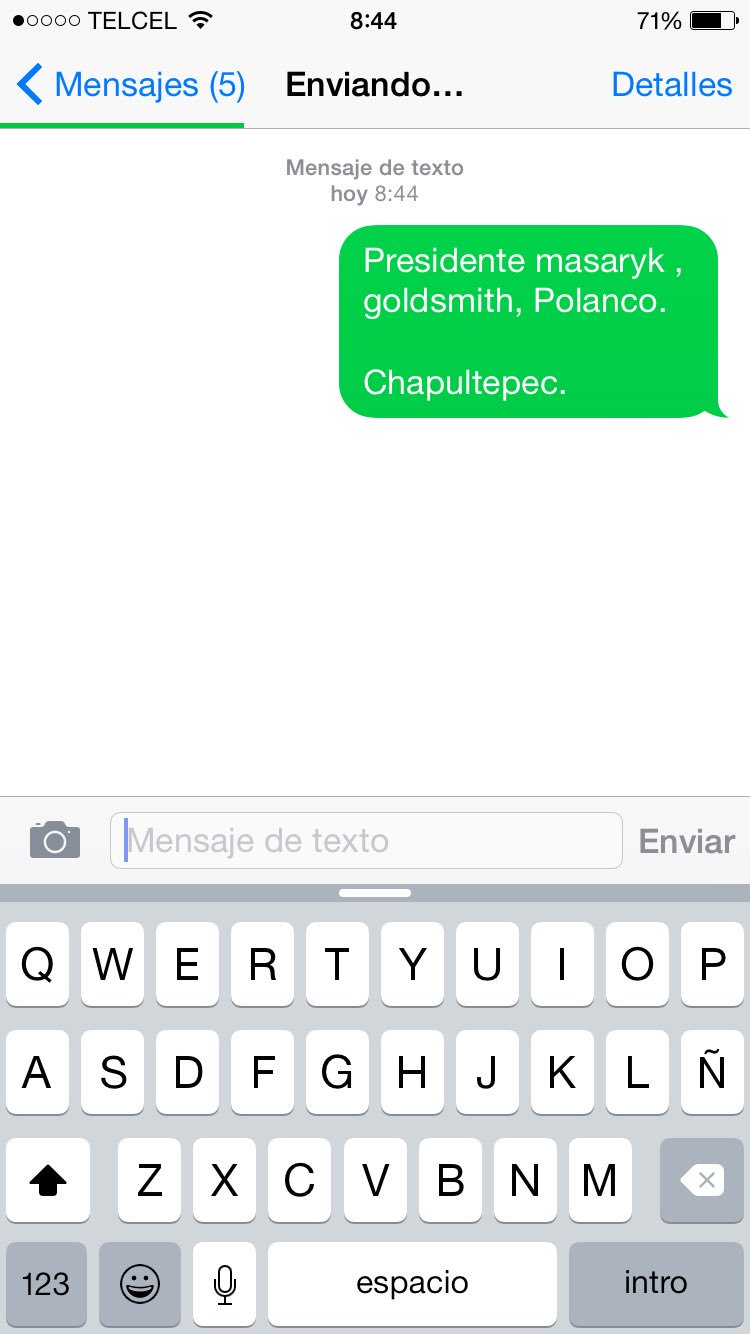 TELCEL 8:44 71%
Mensajes (5) Enviando... Detalles
Mensaje de texto
hoy 8:44
Presidente masaryk ,
goldsmith, Polanco.
Chapultepec.
Mensaje de texto Enviar
Q W E R T Y U I O P
A S D F G H J K L Ñ
Z X C V B N M
123 espacio intro